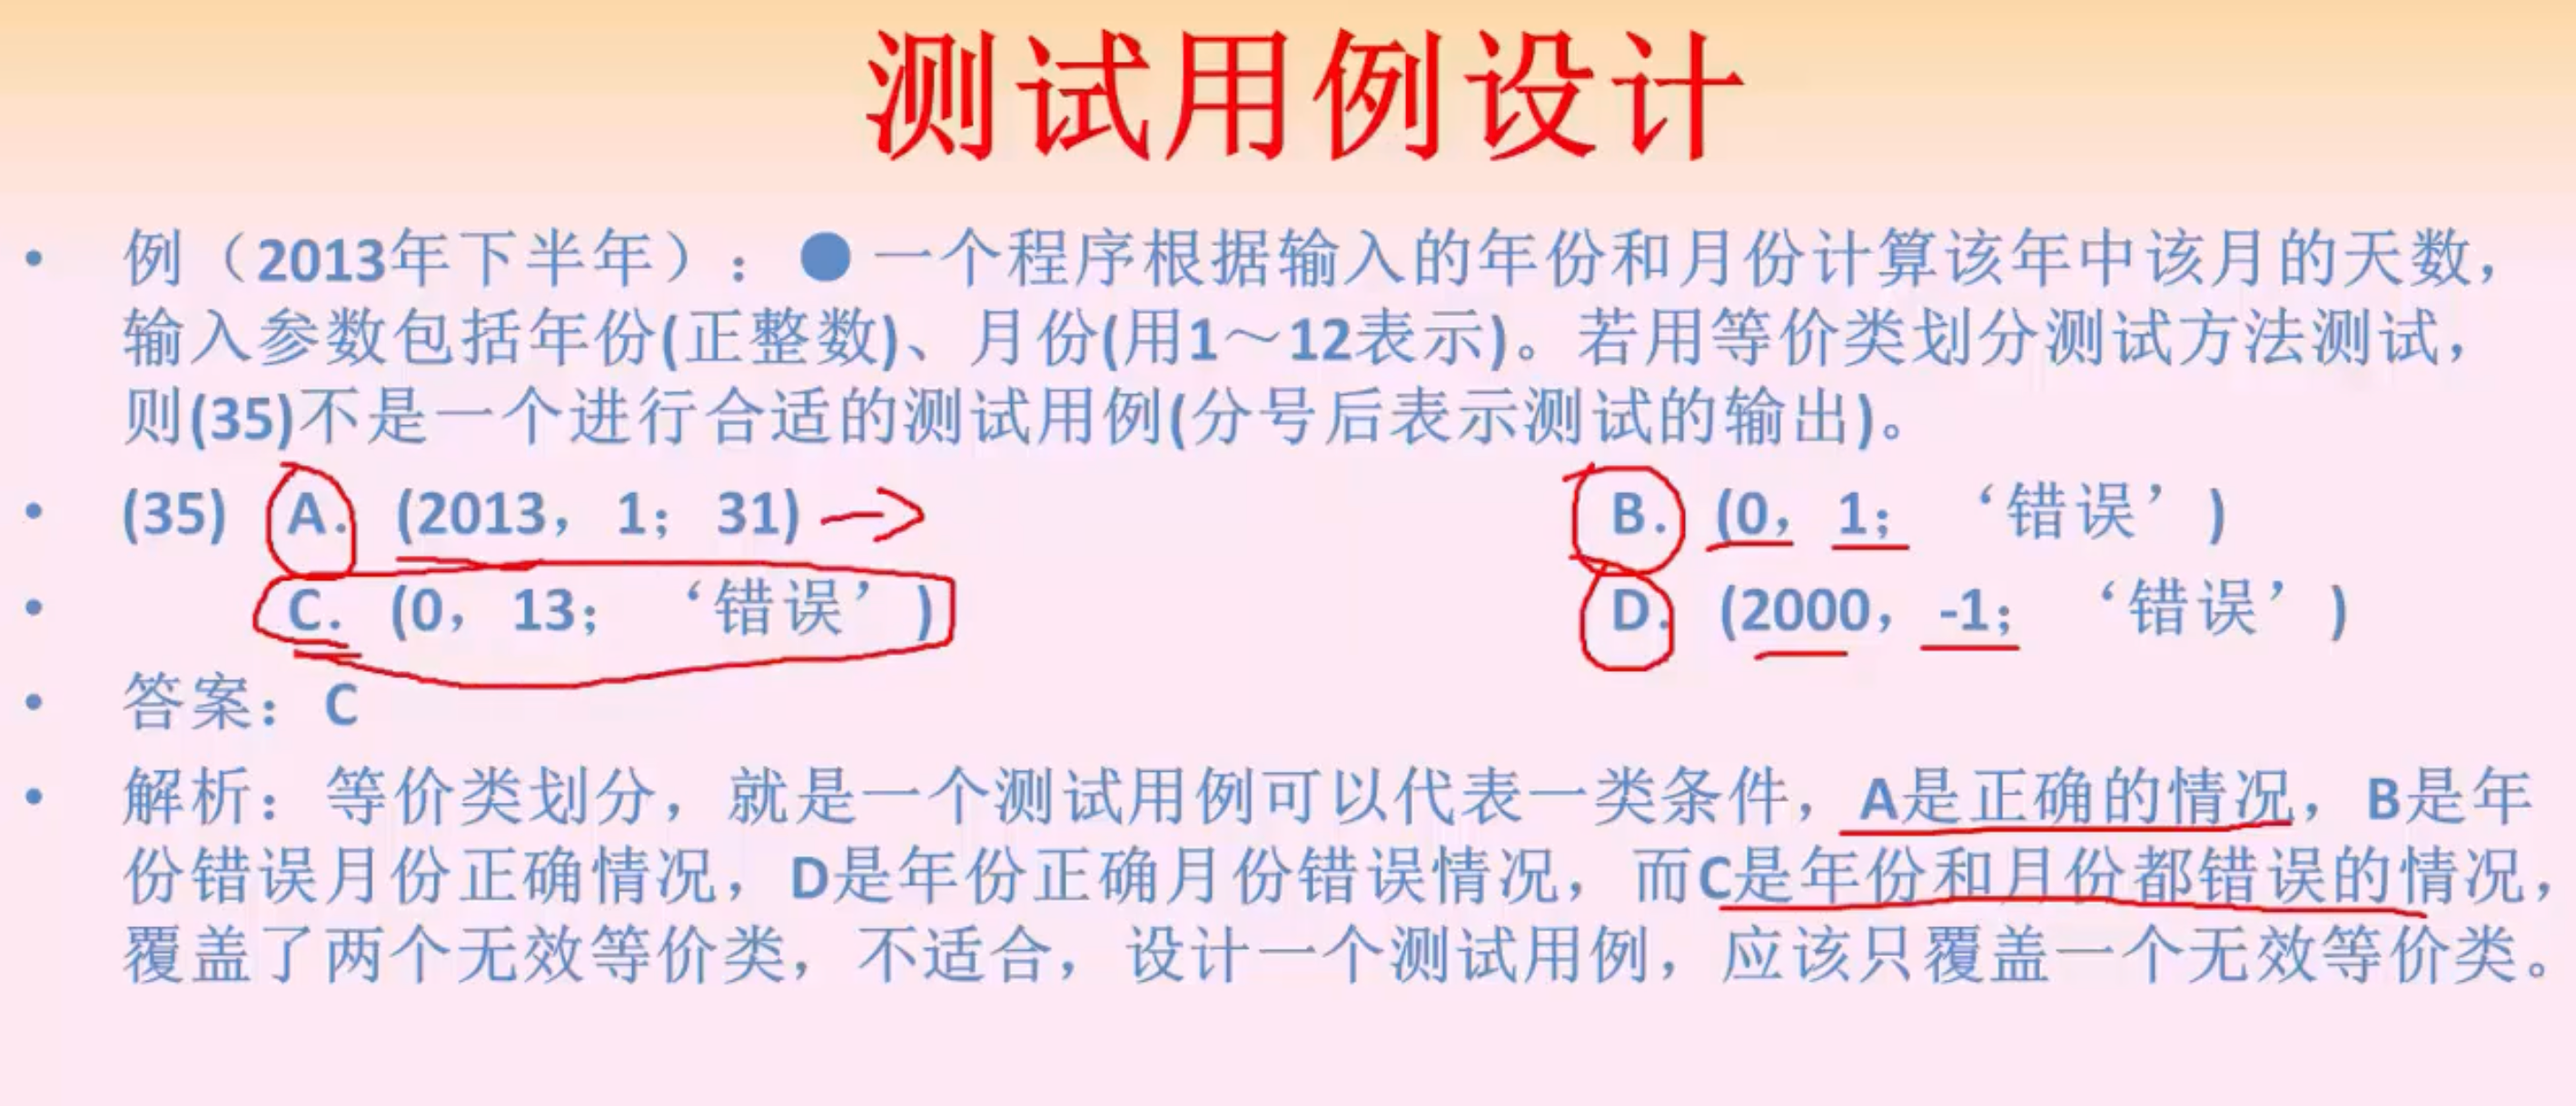 测试用例设计
• 例（2013年下半年）：● 一个程序根据输入的年份和月份计算该年中该月的天数，
输入参数包括年份(正整数)、月份(用1～12表示)。若用等价类划分测试方法测试，
则(35)不是一个进行合适的测试用例(分号后表示测试的输出)。
• (35) A. (2013, 1; 31) B. (0, 1; ‘错误’ )
• C. (0, 13; ‘错误’ ) D. (2000, -1; ‘错误’ )
• 答案：C
• 解析：等价类划分，就是一个测试用例可以代表一类条件，A是正确的情况，B是年
份错误月份正确情况，D是年份正确月份错误情况，而C是年份和月份都错误的情况，
覆盖了两个无效等价类，不适合，设计一个测试用例，应该只覆盖一个无效等价类。